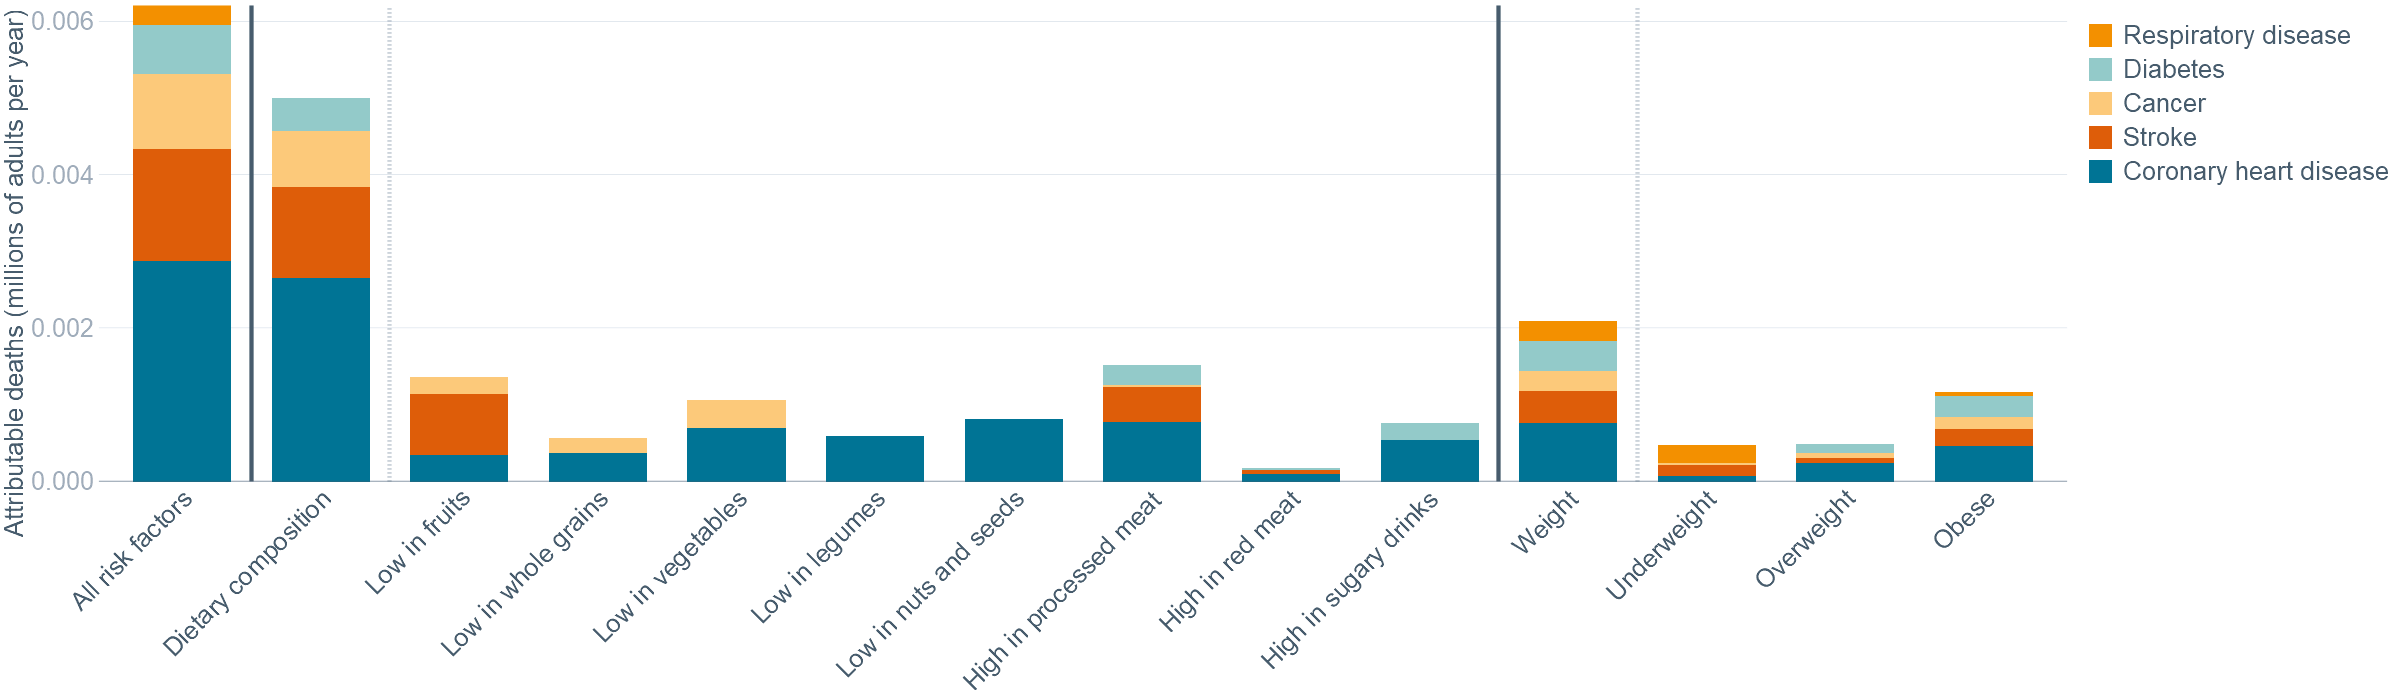 Attributable deaths (millions of adults per year)
0.006
0.004
0.002
0.000
All risk factors
Dietary composition
Low in fruits
Low in whole grains
Low in vegetables
Low in legumes
Low in nuts and seeds
High in processed meat
High in red meat
High in sugary drinks
Weight
Underweight
Overweight
Obese
Respiratory disease
Diabetes
Cancer
Stroke
Coronary heart disease